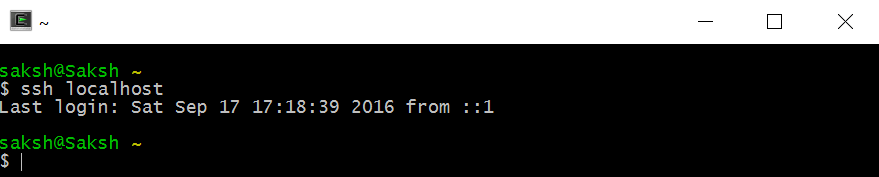 ~
saksh@Saksh ~
$ ssh localhost
Last login: Sat Sep 17 17:18:39 2016 from ::1
saksh@Saksh ~
$